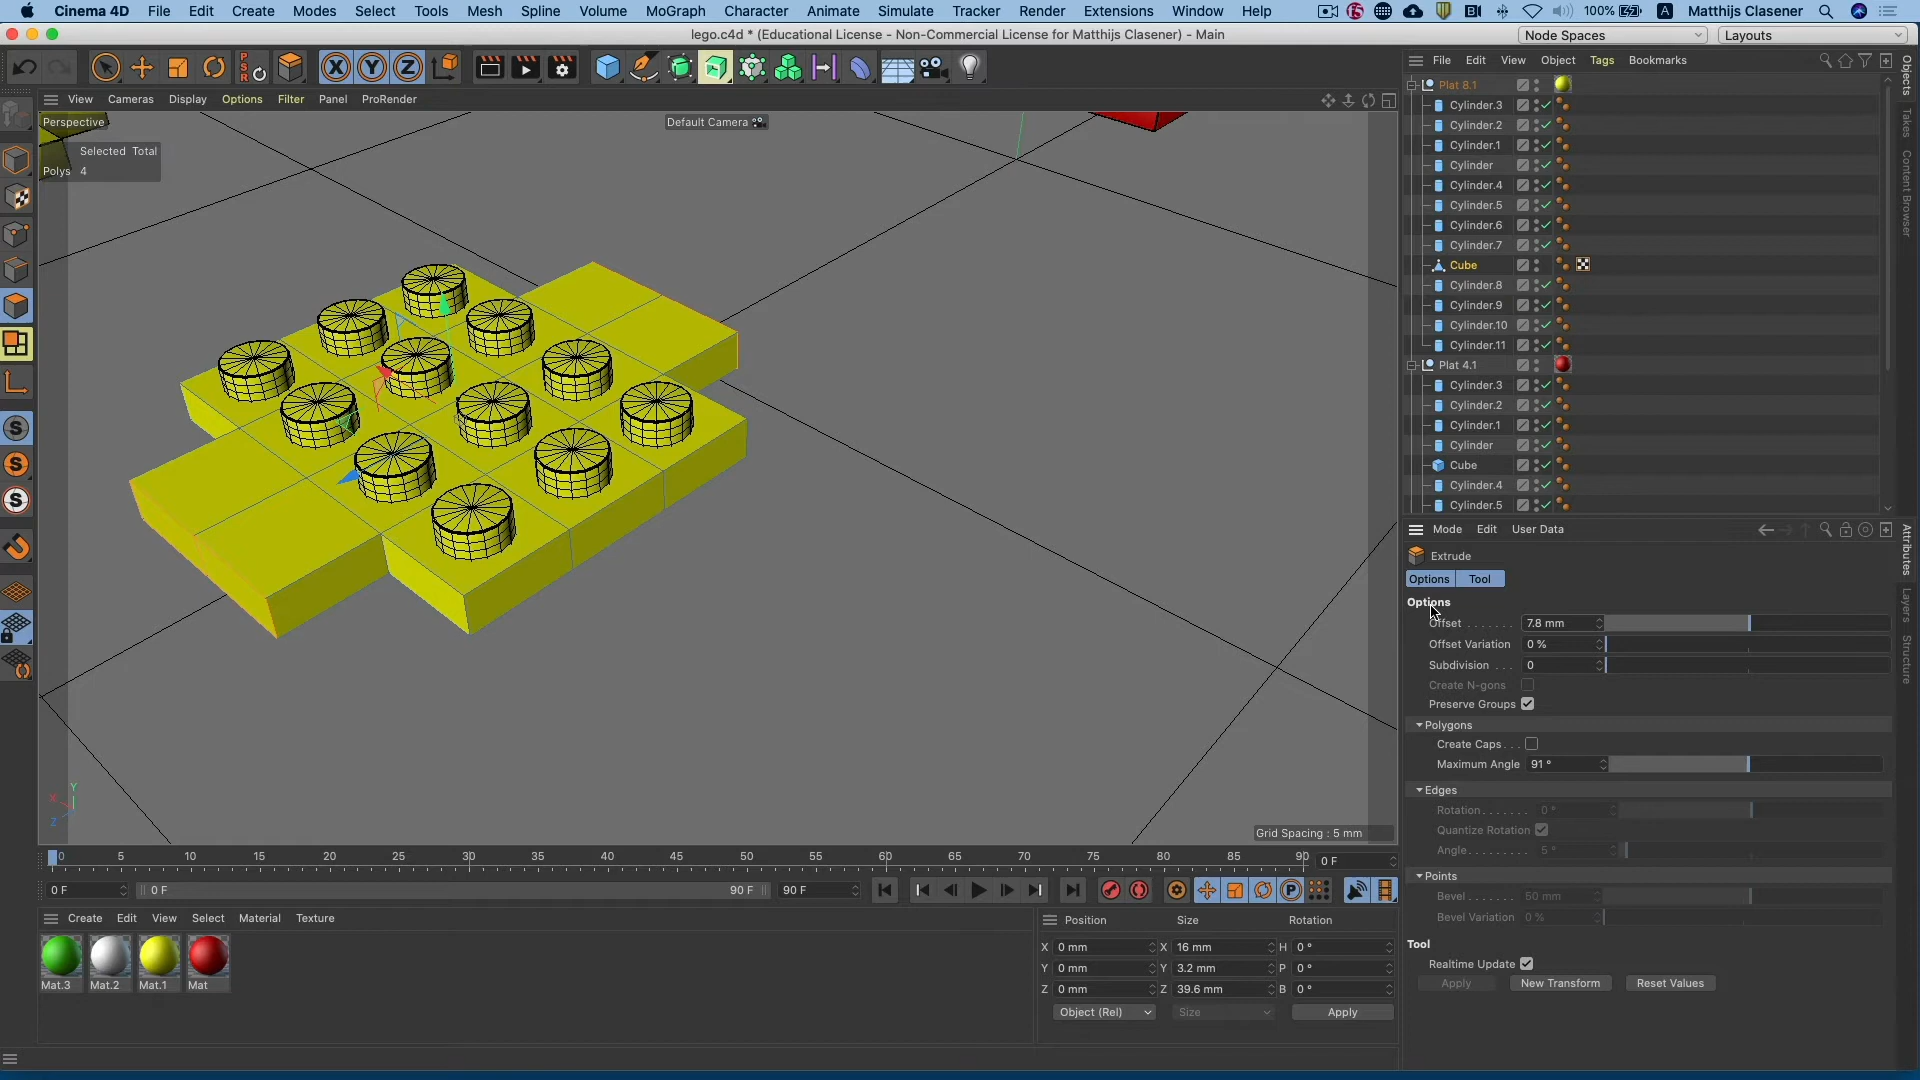 Cinema 4D File Edit Create Modes Select Tools Mesh Spline Volume MoGraph Character Animate Simulate Tracker Render Extensions Window Help 100% A Matthijs Clasener
lego.c4d * (Educational License - Non-Commercial License for Matthijs Clasener) - Main
Node Spaces Layouts
PSR X Y Z
File Edit View Object Tags Bookmarks
View Cameras Display Options Filter Panel ProRender
Perspective
Default Camera
Selected Total
Polys 4
Plat 8.1
Cylinder.3
Cylinder.2
Cylinder.1
Cylinder
Cylinder.4
Cylinder.5
Cylinder.6
Cylinder.7
Cube
Cylinder.8
Cylinder.9
Cylinder.10
Cylinder.11
Plat 4.1
Cylinder.3
Cylinder.2
Cylinder.1
Cylinder
Cube
Cylinder.4
Cylinder.5
Objects
Takes
Content Browser
S
S
S
Y
X
Z
Grid Spacing : 5 mm
Mode Edit User Data
Extrude
Options Tool
Options
Offset 7.8 mm
Offset Variation 0 %
Subdivision 0
Create N-gons
Preserve Groups
Polygons
Create Caps
Maximum Angle 91 °
Edges
Rotation 0 °
Quantize Rotation
Angle 5 °
Points
Bevel 50 mm
Bevel Variation 0 %
Tool
Realtime Update
Apply New Transform Reset Values
Attributes
Layers
Structure
0 5 10 15 20 25 30 35 40 45 50 55 60 65 70 75 80 85 90 0 F
0 F 0 F 90 F 90 F P
Create Edit View Select Material Texture
Mat.3 Mat.2 Mat.1 Mat
Position Size Rotation
X 0 mm X 16 mm H 0 °
Y 0 mm Y 3.2 mm P 0 °
Z 0 mm Z 39.6 mm B 0 °
Object (Rel) Size Apply